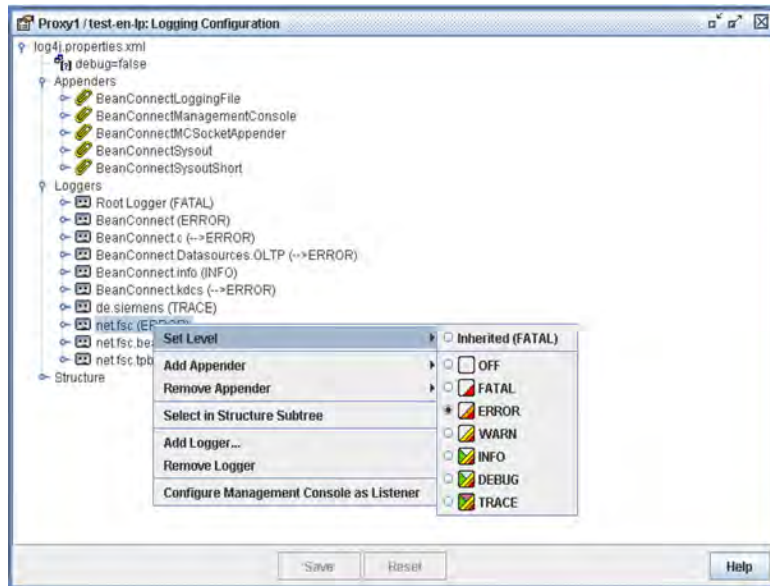 Proxy1 / test-en-lp: Logging Configuration
log4j.properties.xml
debug=false
Appenders
BeanConnectLoggingFile
BeanConnectManagementConsole
BeanConnectMCSocketAppender
BeanConnectSysout
BeanConnectSysoutShort
Loggers
Root Logger (FATAL)
BeanConnect (ERROR)
BeanConnect.c (-->ERROR)
BeanConnect.Datasources.OLTP (-->ERROR)
BeanConnect.info (INFO)
BeanConnect.kdcs (-->ERROR)
de.siemens (TRACE)
net.fsc (ERROR)
net.fsc.bea
net.fsc.tpb
Structure
Set Level
Add Appender
Remove Appender
Select in Structure Subtree
Add Logger...
Remove Logger
Configure Management Console as Listener
Inherited (FATAL)
OFF
FATAL
ERROR
WARN
INFO
DEBUG
TRACE
Save Reset Help